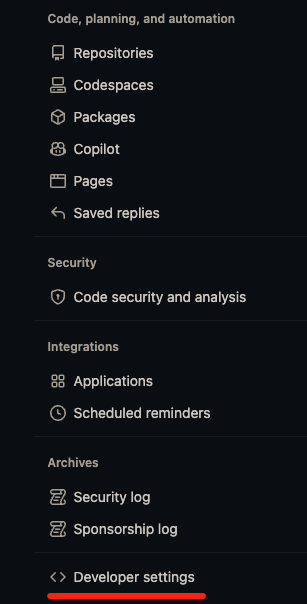 Code, planning, and automation
Repositories
Codespaces
Packages
Copilot
Pages
Saved replies
Security
Code security and analysis
Integrations
Applications
Scheduled reminders
Archives
Security log
Sponsorship log
Developer settings